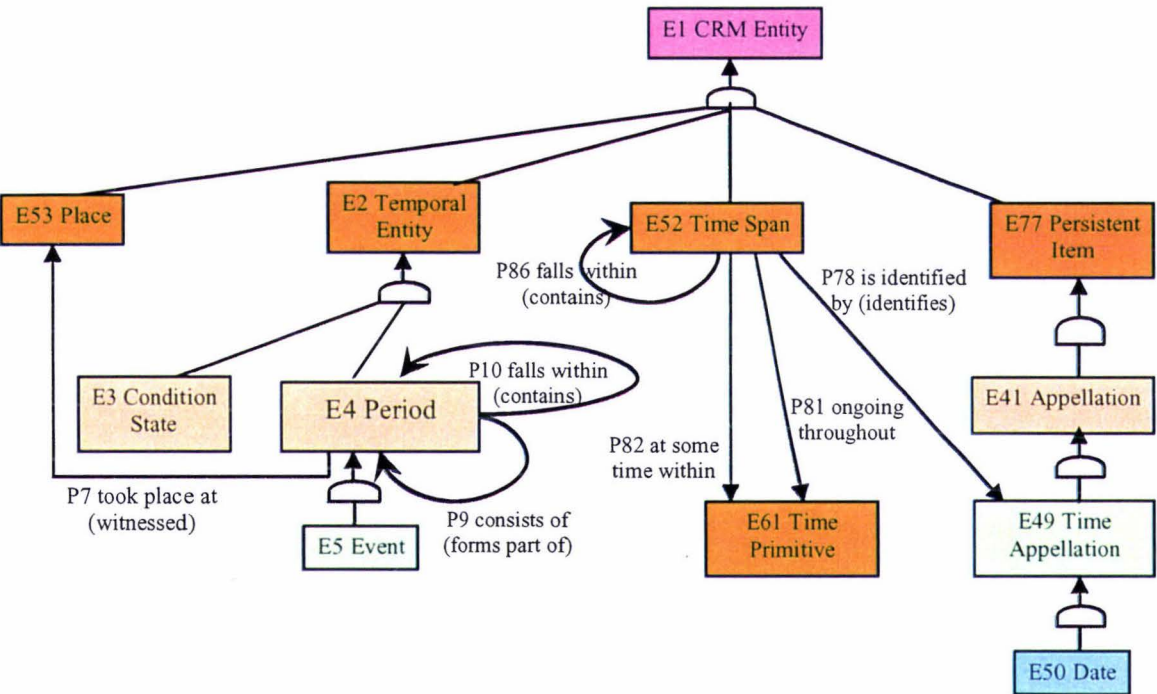 E1 CRM Entity
E53 Place
E2 Temporal
Entity
E52 Time Span
E77 Persistent
Item
P86 falls within
(contains)
P78 is identified
by (identifies)
E3 Condition
State
E4 Period
P10 falls within
(contains)
E41 Appellation
P81 ongoing
throughout
P82 at some
time within
P7 took place at
(witnessed)
P9 consists of
(forms part of)
E5 Event
E61 Time
Primitive
E49 Time
Appellation
E50 Date